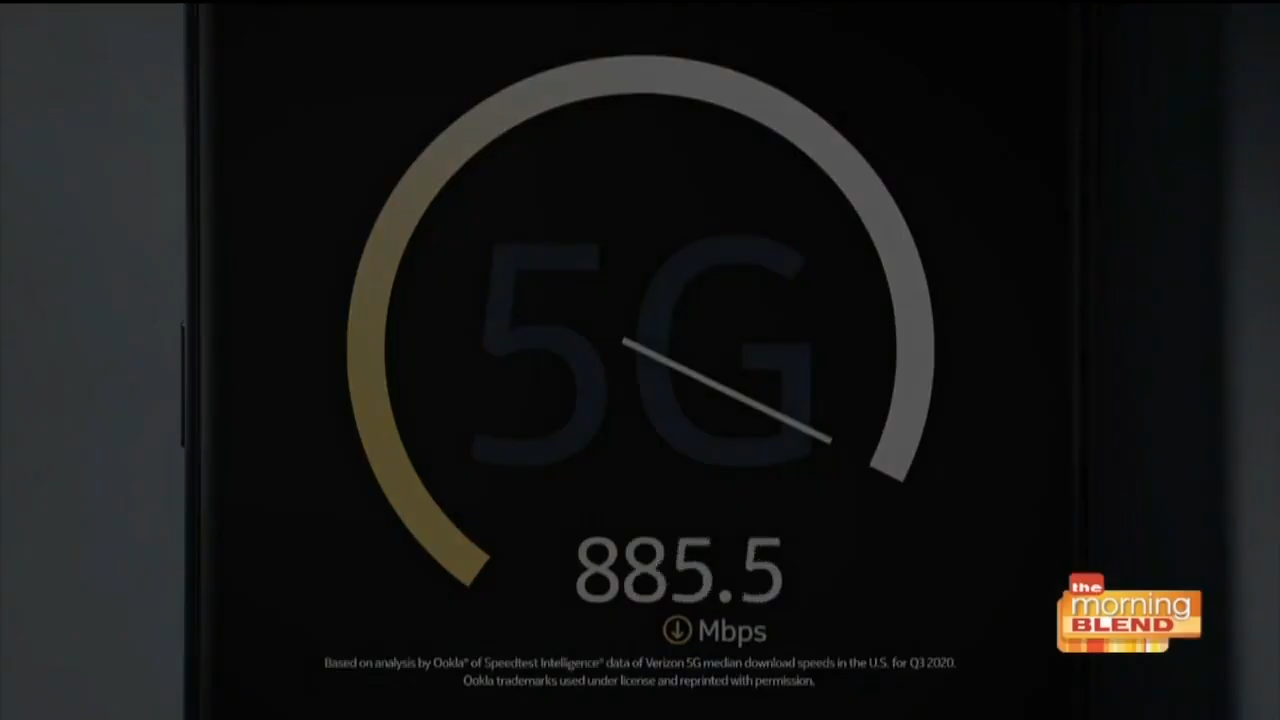 5G
885.5
Mbps
Based on analysis by Ookla® of Speedtest Intelligence® data of Verizon 5G median download speeds in the U.S. for Q3 2020.
Ookla trademarks used under license and reprinted with permission.
the
morning
BLEND